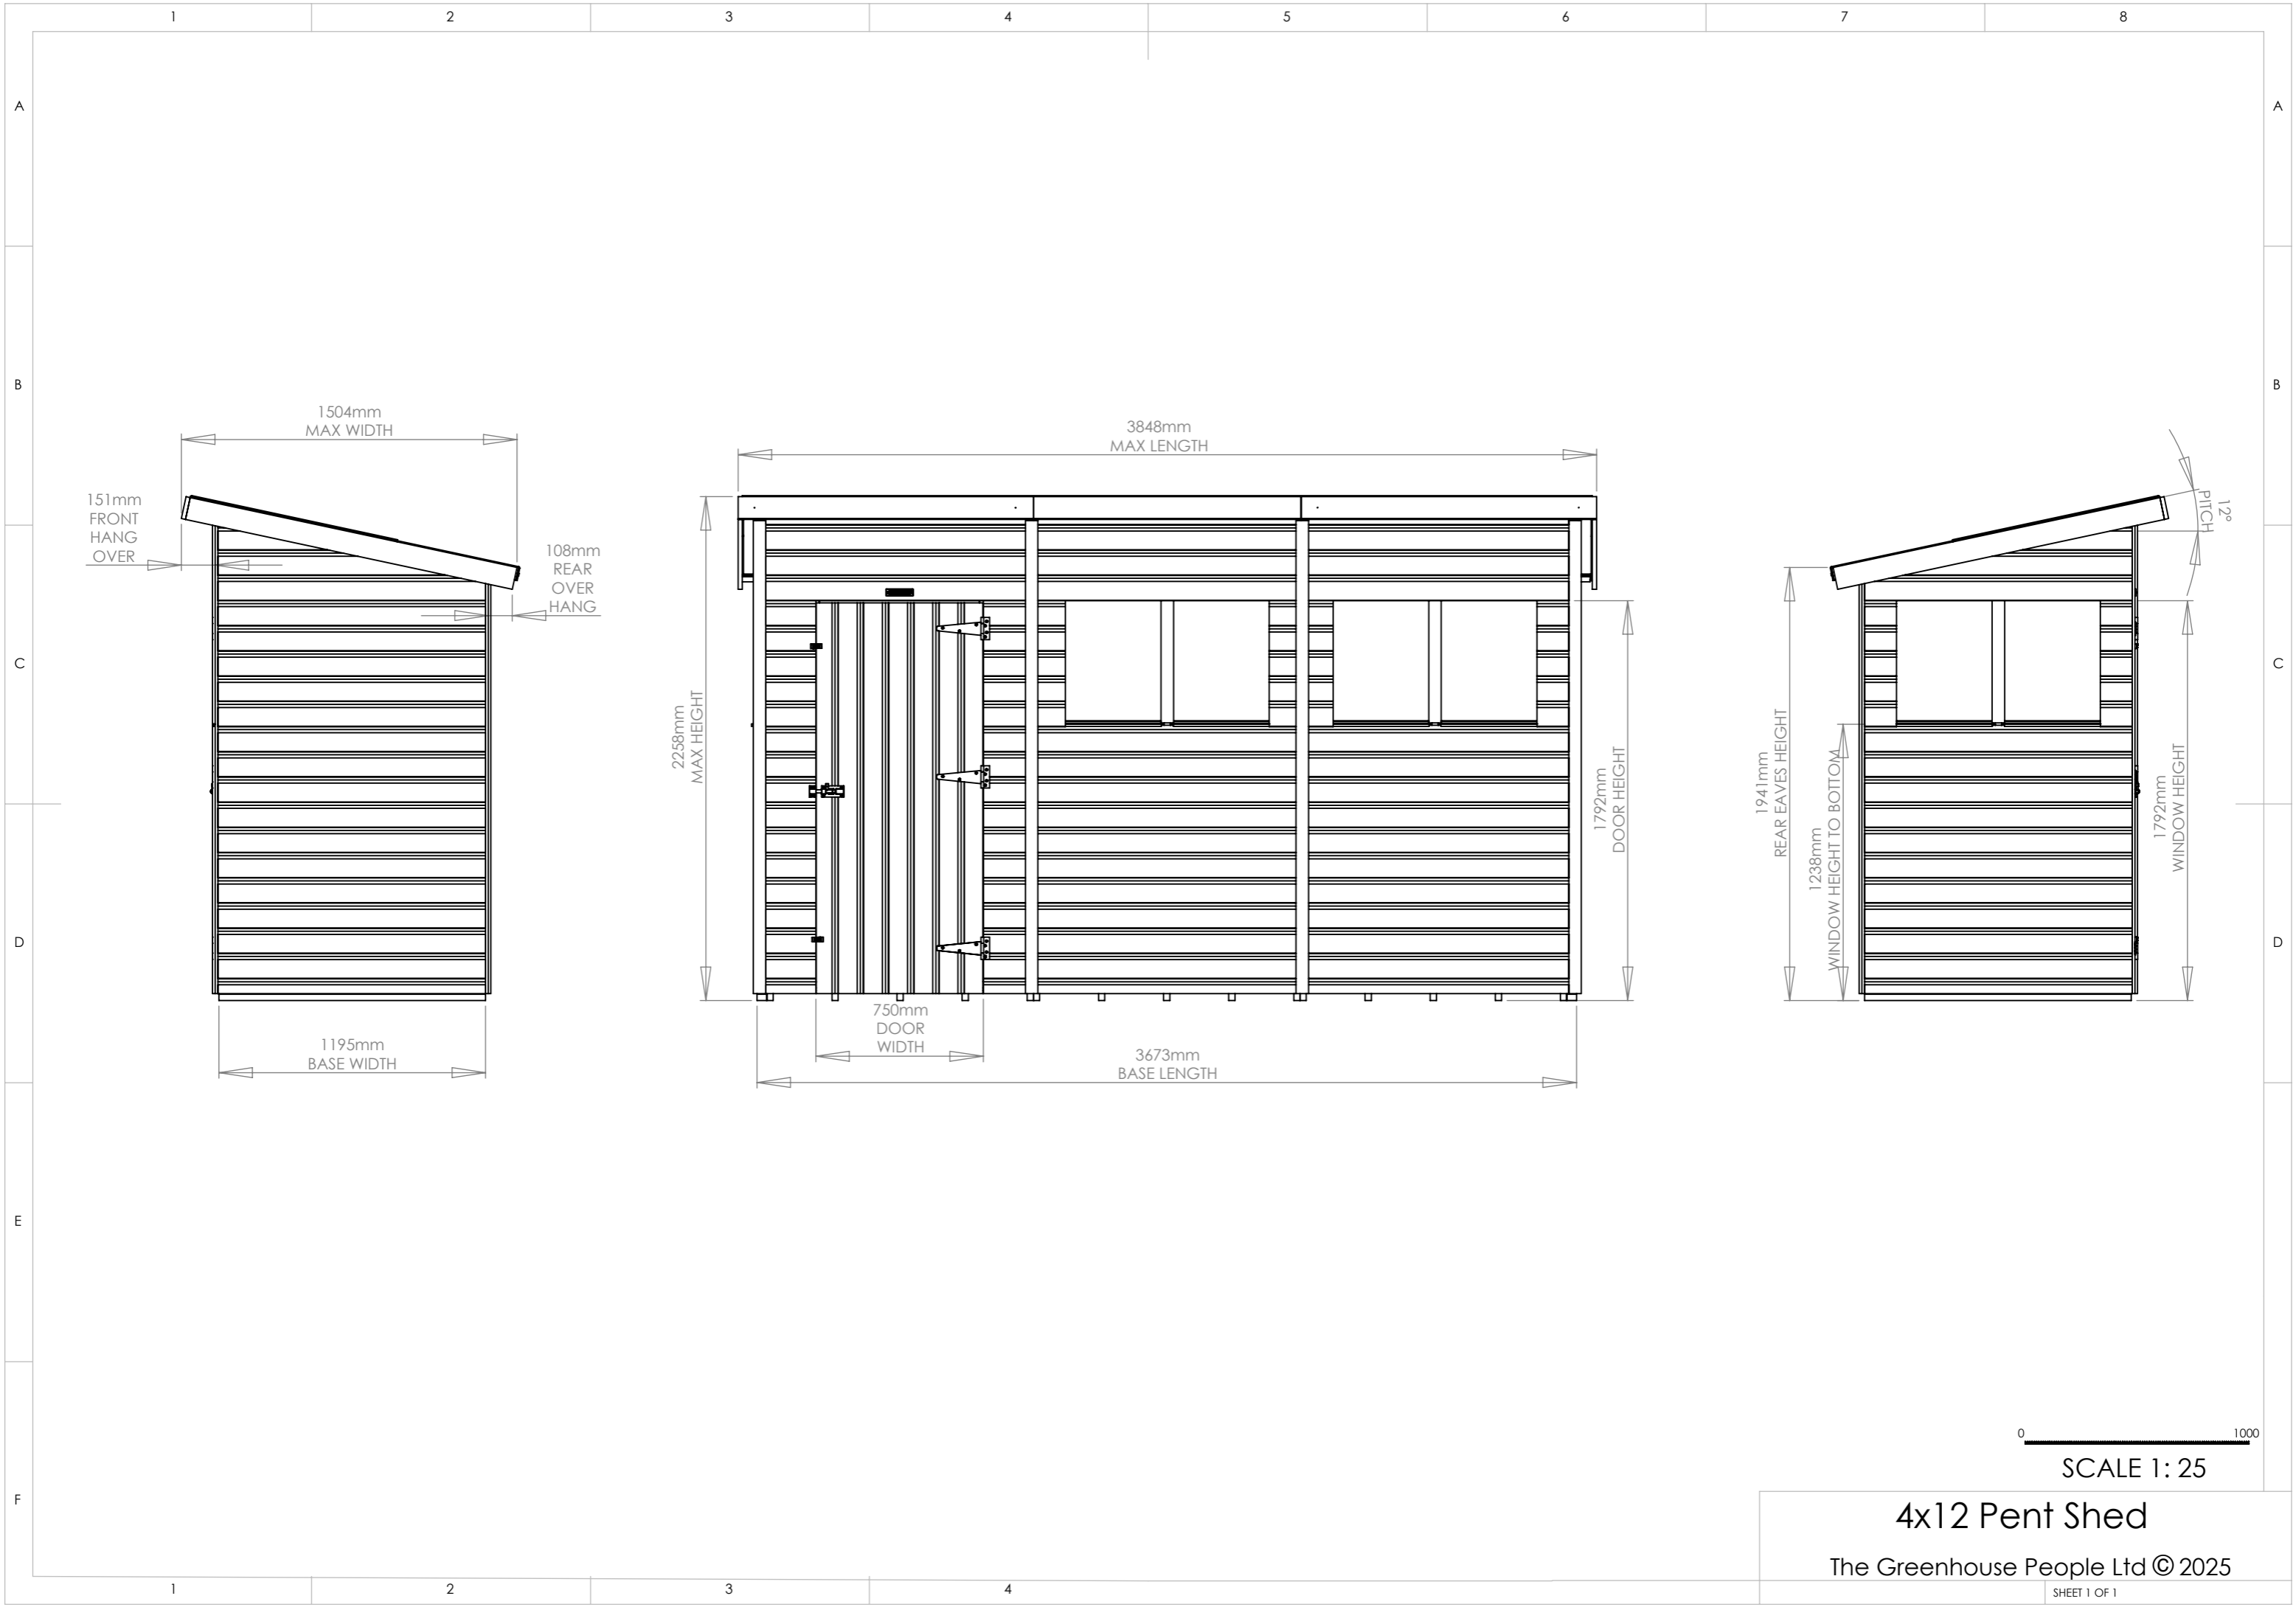 1 2 3 4 5 6 7 8
A A
B B
1504mm
MAX WIDTH
3848mm
MAX LENGTH
151mm
FRONT
HANG
OVER
108mm
REAR
OVER
HANG
12°
PITCH
C C
2258mm
MAX HEIGHT
1792mm
DOOR HEIGHT
1941mm
REAR EAVES HEIGHT
1238mm
WINDOW HEIGHT TO BOTTOM
1792mm
WINDOW HEIGHT
D D
750mm
DOOR
WIDTH
1195mm
BASE WIDTH
3673mm
BASE LENGTH
E
F
0 1000
SCALE 1: 25
4x12 Pent Shed
The Greenhouse People Ltd © 2025
SHEET 1 OF 1
1 2 3 4